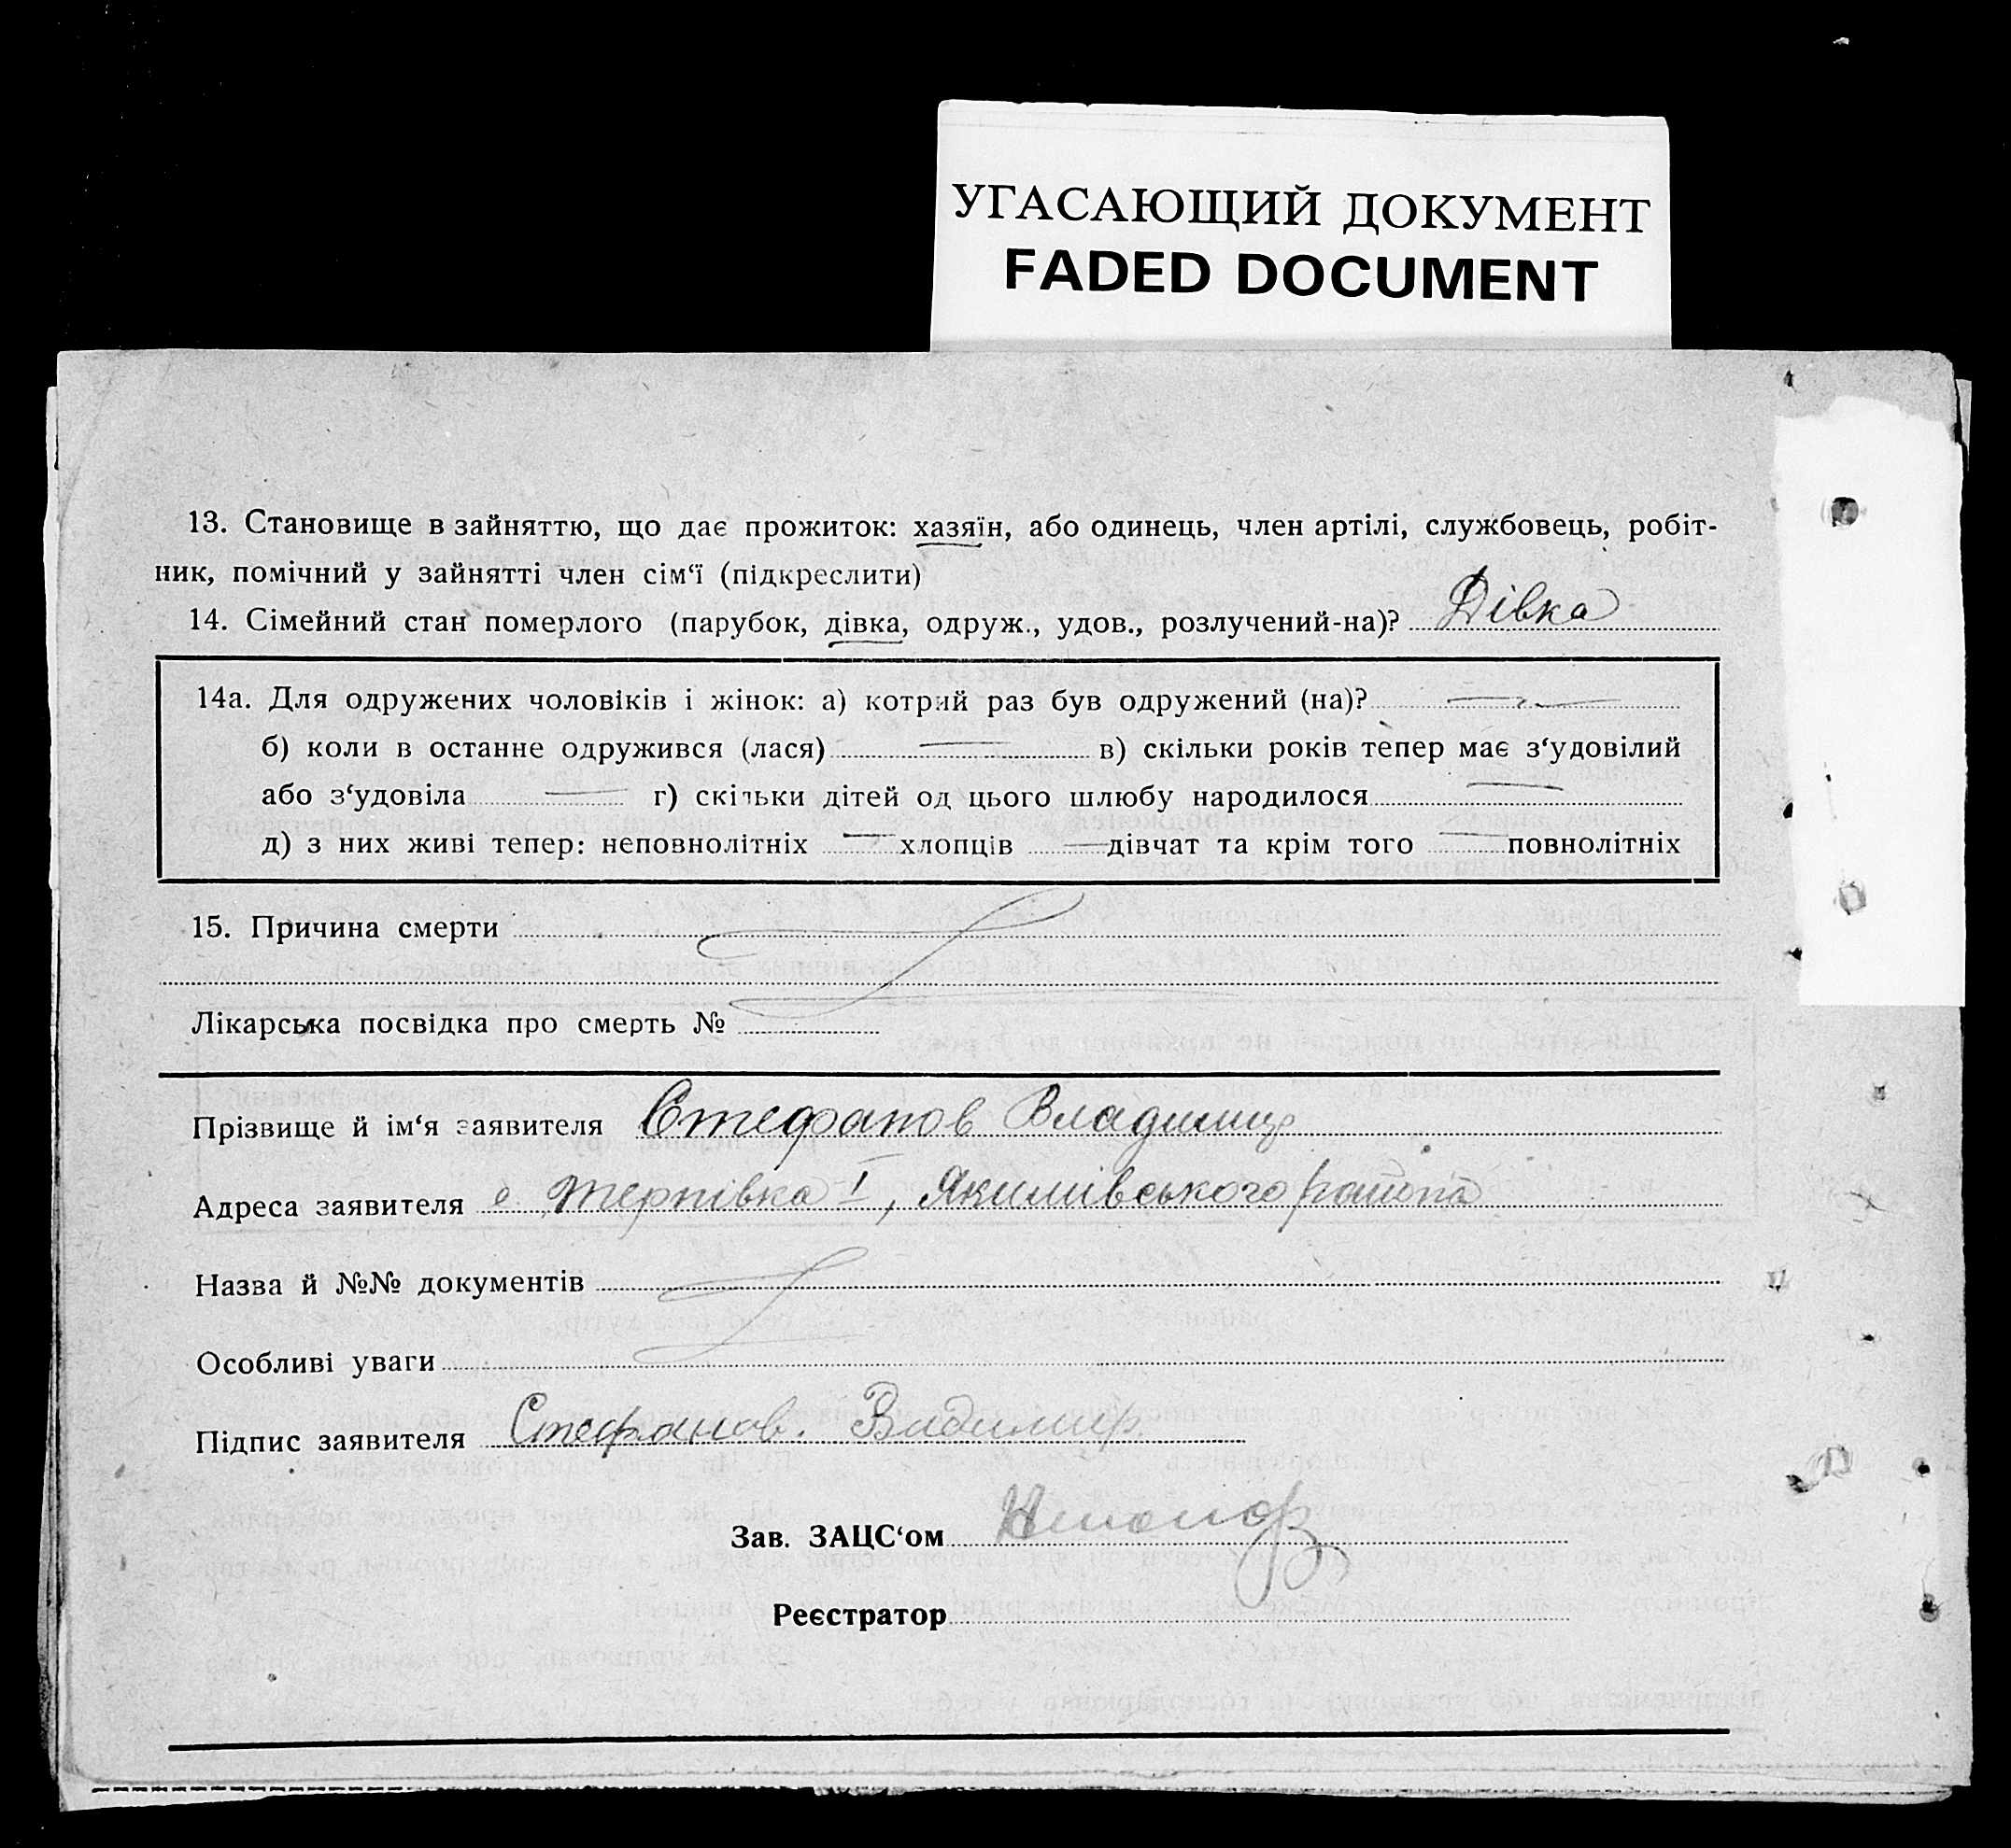 УГАСАЮЩИЙ ДОКУМЕНТ
FADED DOCUMENT
13. Становище в зайняттю, що дає прожиток: хазяїн, або одинець, член артілі, службовець, робіт-
ник, помічний у зайнятті член сім‘ї (підкреслити)
14. Сімейний стан померлого (парубок, дівка, одруж., удов., розлучений-на)? Дівка
14а. Для одружених чоловіків і жінок: а) котрий раз був одружений (на)?
б) коли в останне одружився (лася) в) скільки років тепер має з‘удовілий
або з‘удовіла г) скільки дітей од цього шлюбу народилося
д) з них живі тепер: неповнолітніх хлопців дівчат та крім того повнолітніх
15. Причина смерти
Лікарська посвідка про смерть №
Прізвище й ім‘я заявителя Стефанов Владимир
Адреса заявителя с. Терпівка I, Якимівського району
Назва й №№ документів
Особливі уваги
Підпис заявителя Стефанов.
Зав. ЗАЦС‘ом
Реєстратор